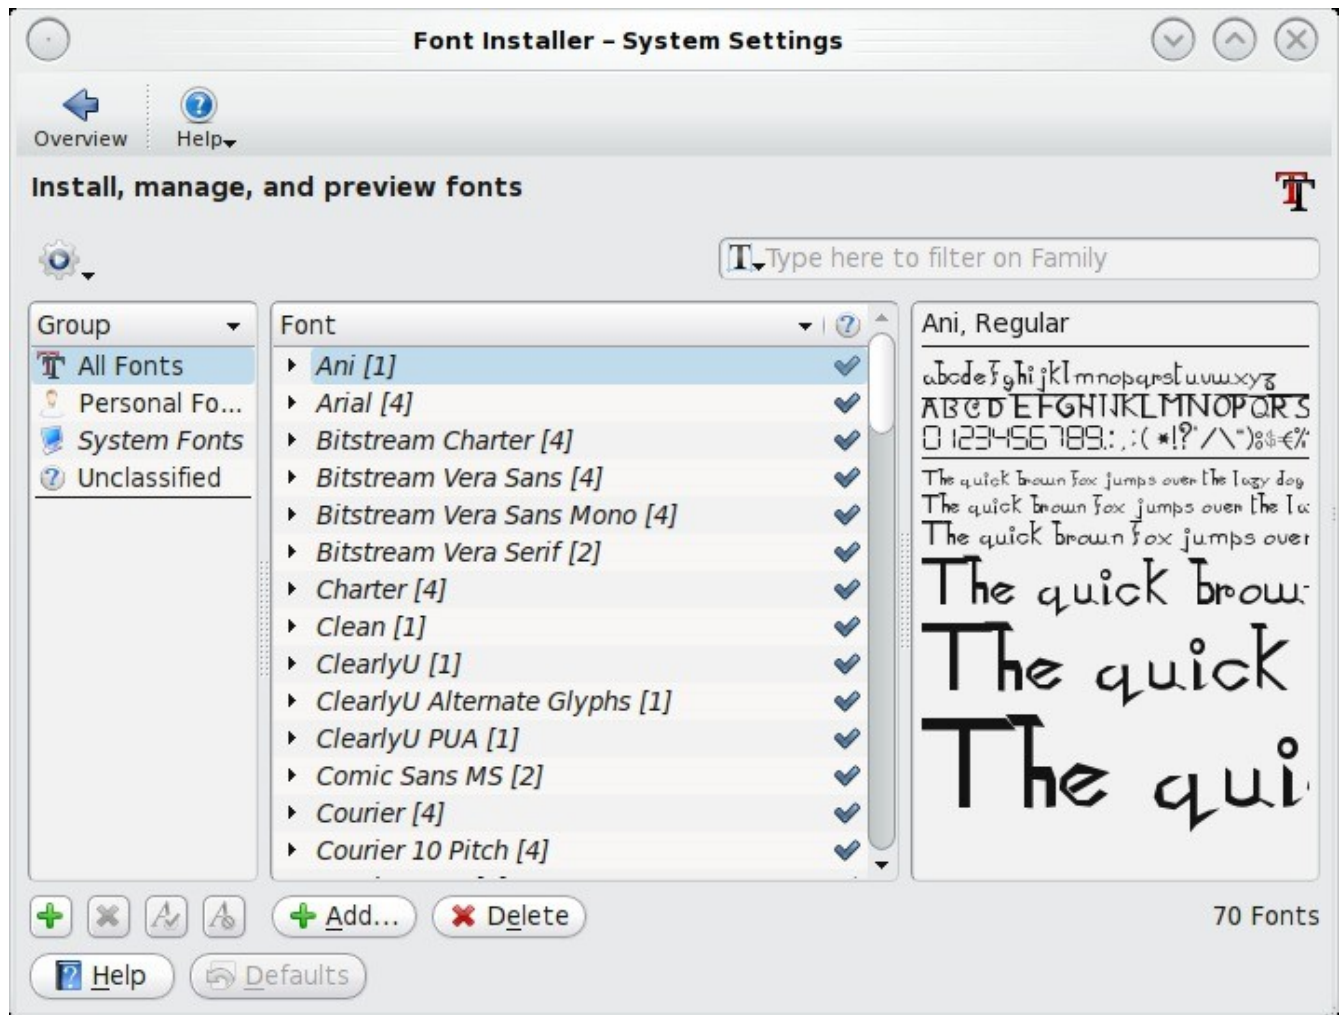 Font Installer – System Settings
Overview
Help
Install, manage, and preview fonts
Type here to filter on Family
Group
All Fonts
Personal Fo...
System Fonts
Unclassified
Font
Ani [1]
Arial [4]
Bitstream Charter [4]
Bitstream Vera Sans [4]
Bitstream Vera Sans Mono [4]
Bitstream Vera Serif [2]
Charter [4]
Clean [1]
ClearlyU [1]
ClearlyU Alternate Glyphs [1]
ClearlyU PUA [1]
Comic Sans MS [2]
Courier [4]
Courier 10 Pitch [4]
Ani, Regular
abcdefghijklmnopqrstuvwxyz
ABCDEFGHIJKLMNOPQRS
0123456789.:,;(*!?'/\")£$€%
The quick brown fox jumps over the lazy dog
The quick brown fox jumps over the la
The quick brown fox jumps over
The quick brow
The quick
The qui
Add...
Delete
70 Fonts
Help
Defaults